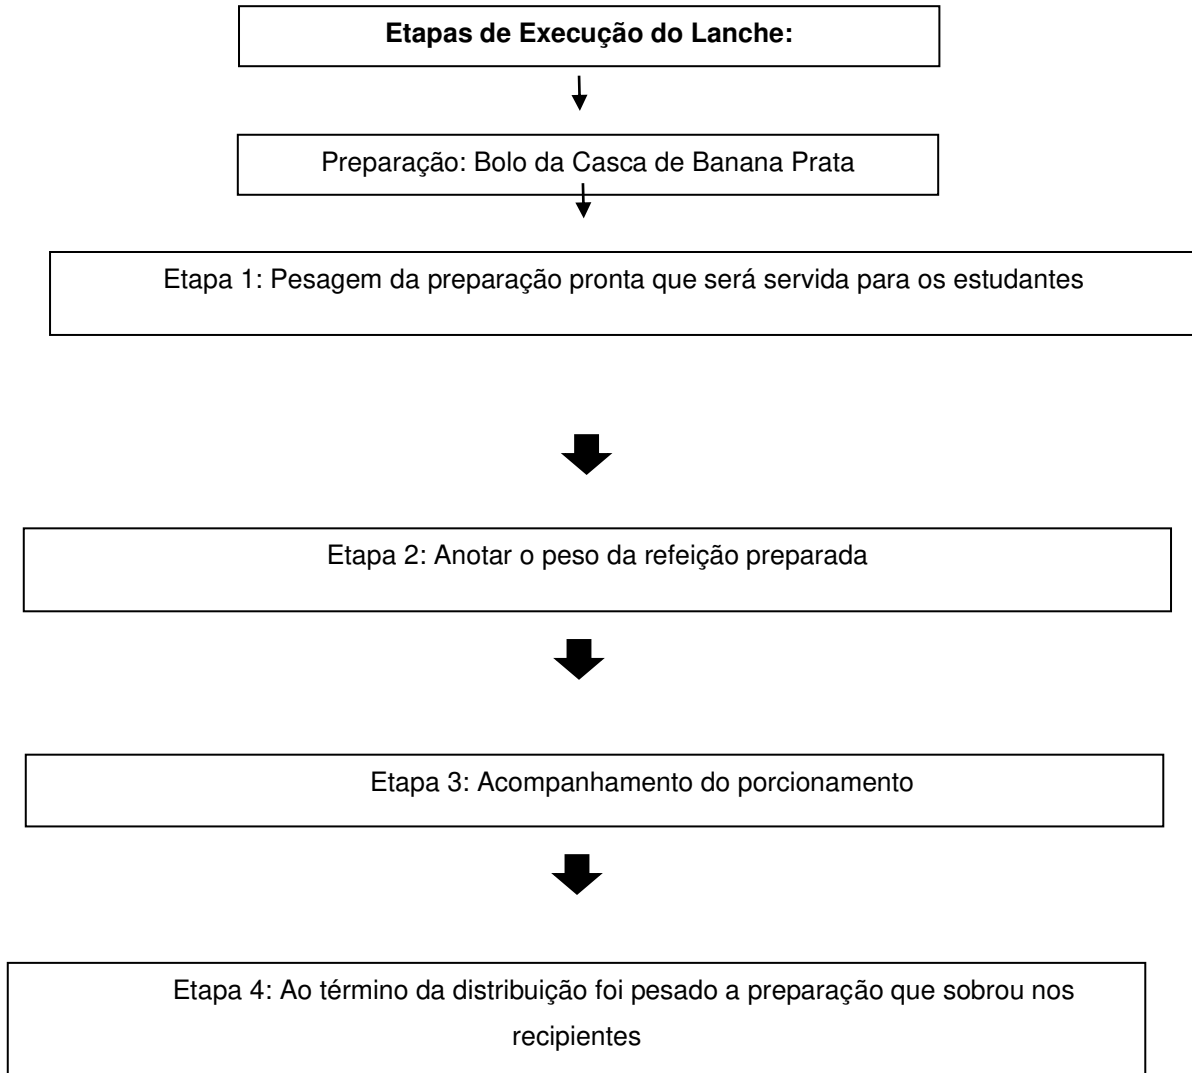 Etapas de Execução do Lanche:
Preparação: Bolo da Casca de Banana Prata
Etapa 1: Pesagem da preparação pronta que será servida para os estudantes
Etapa 2: Anotar o peso da refeição preparada
Etapa 3: Acompanhamento do porcionamento
Etapa 4: Ao término da distribuição foi pesado a preparação que sobrou nos
recipientes